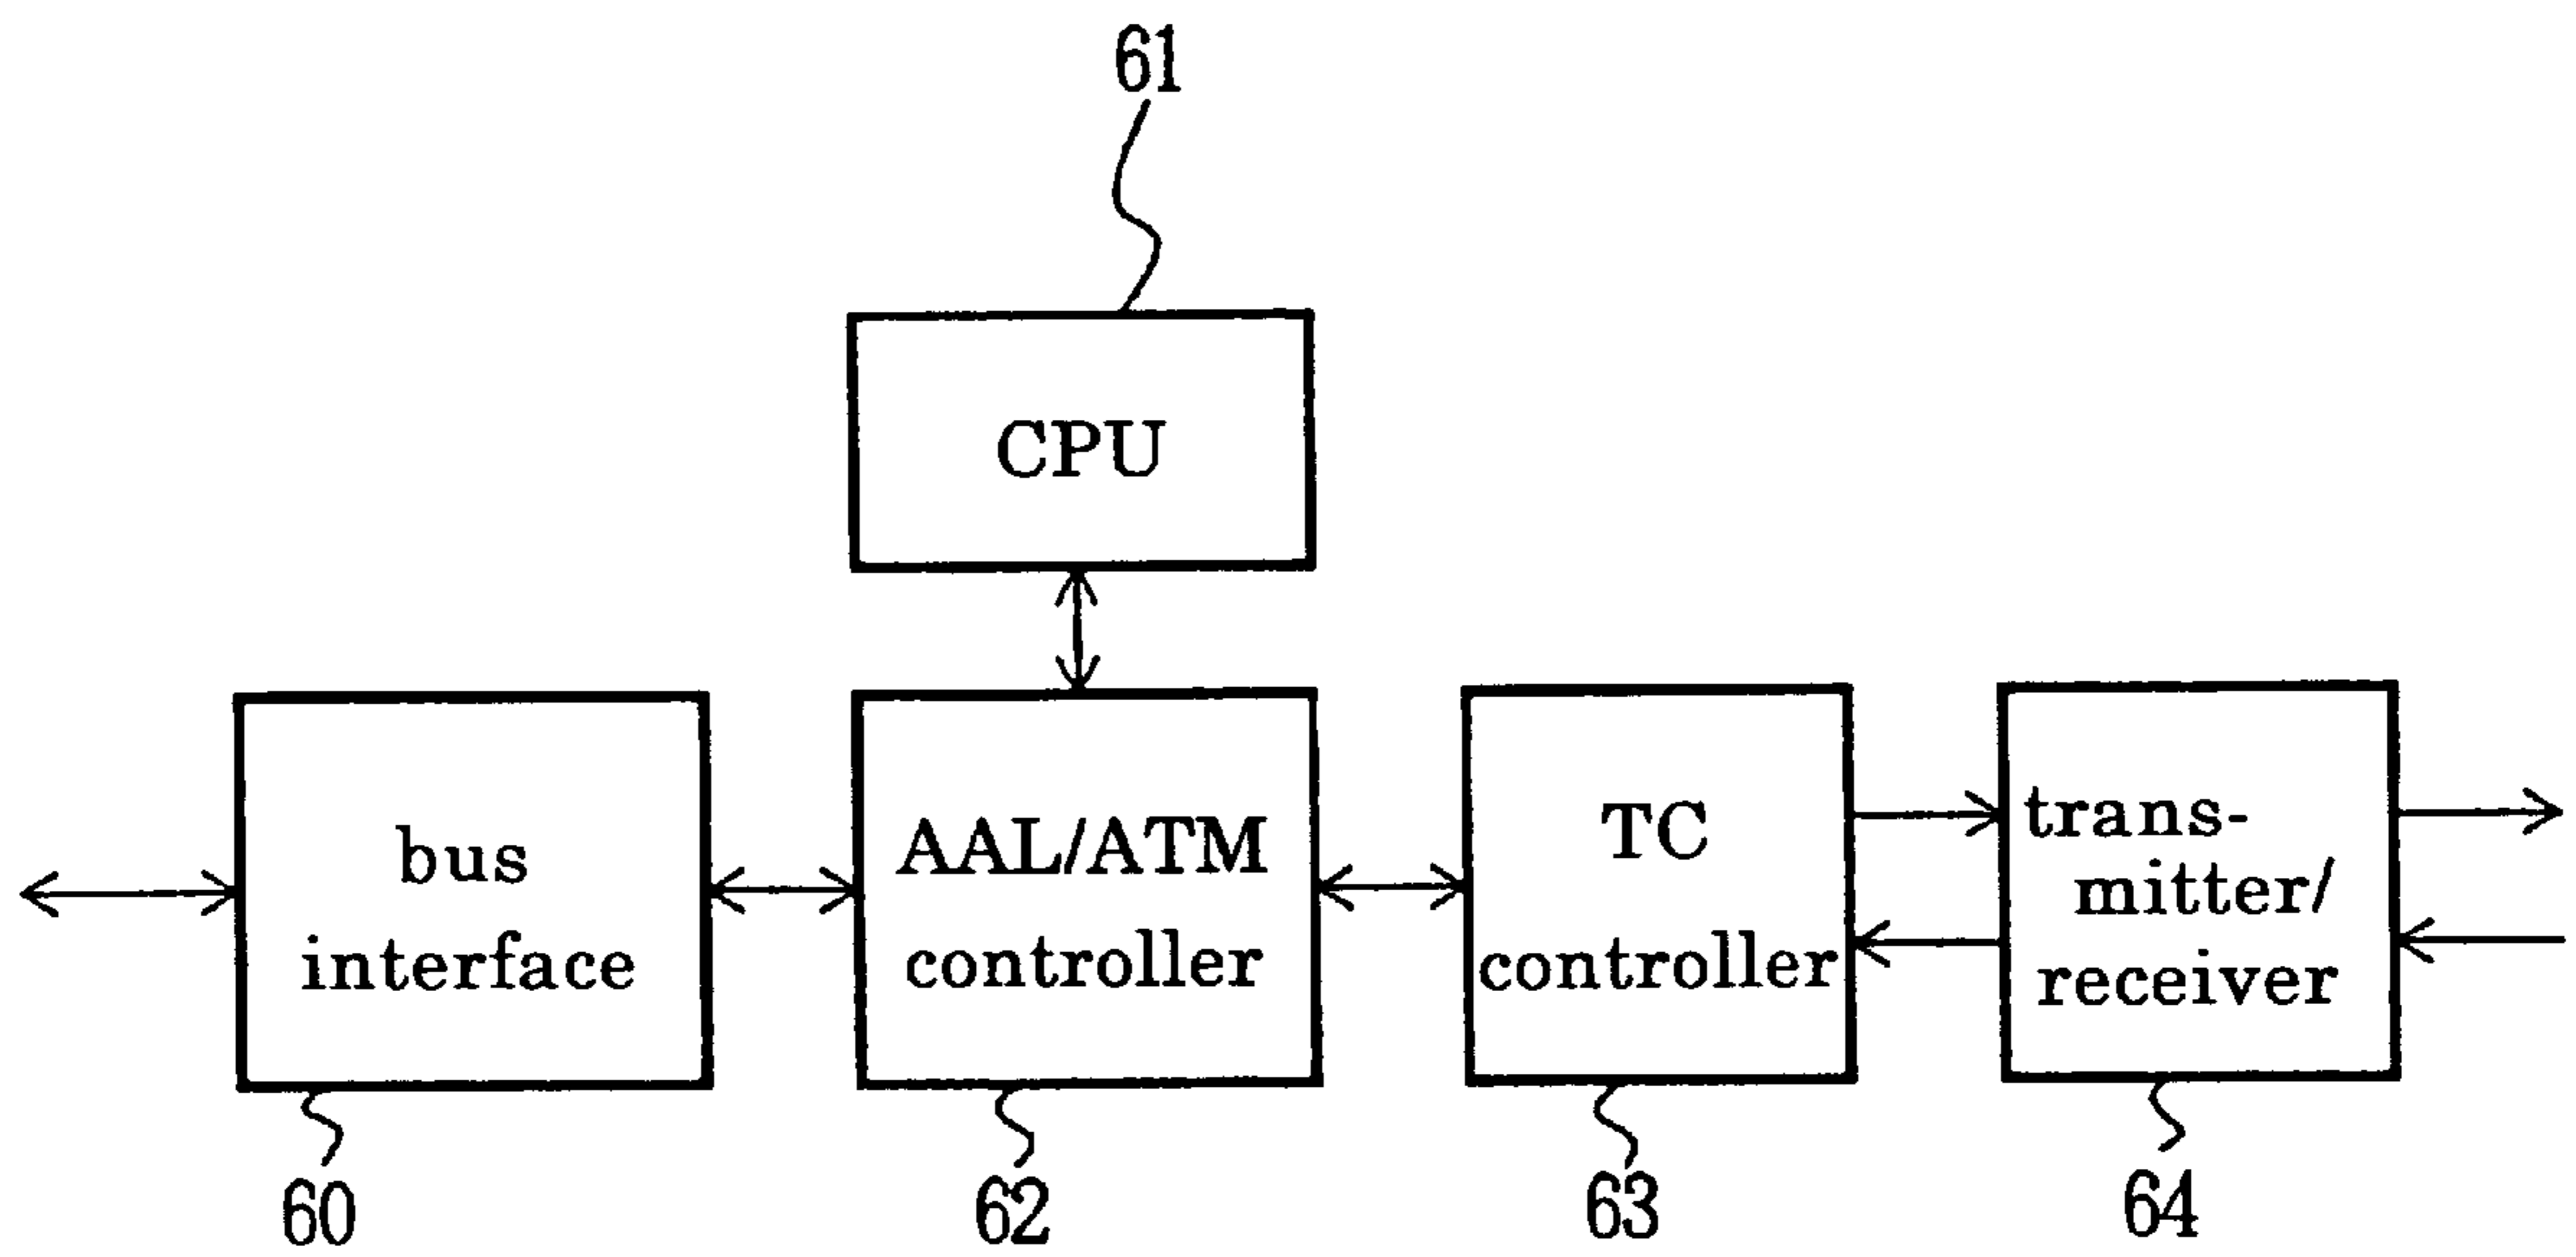 61
CPU
bus
interface
AAL/ATM
controller
TC
controller
trans-
mitter/
receiver
60
62
63
64